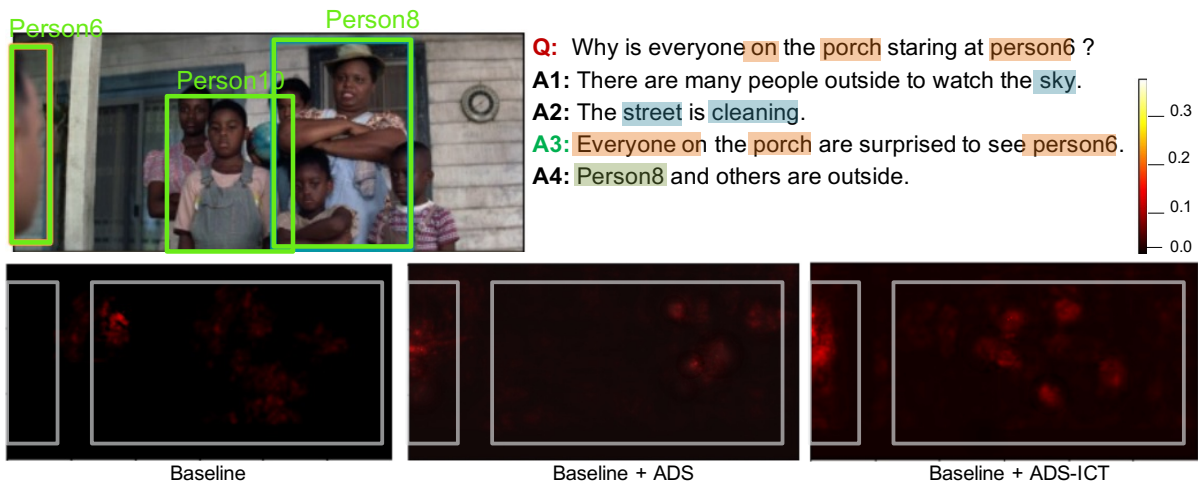 Person6
Person8
Person10
Q: Why is everyone on the porch staring at person6 ?
A1: There are many people outside to watch the sky.
A2: The street is cleaning.
A3: Everyone on the porch are surprised to see person6.
A4: Person8 and others are outside.
0.3
0.2
0.1
0.0
Baseline
Baseline + ADS
Baseline + ADS-ICT